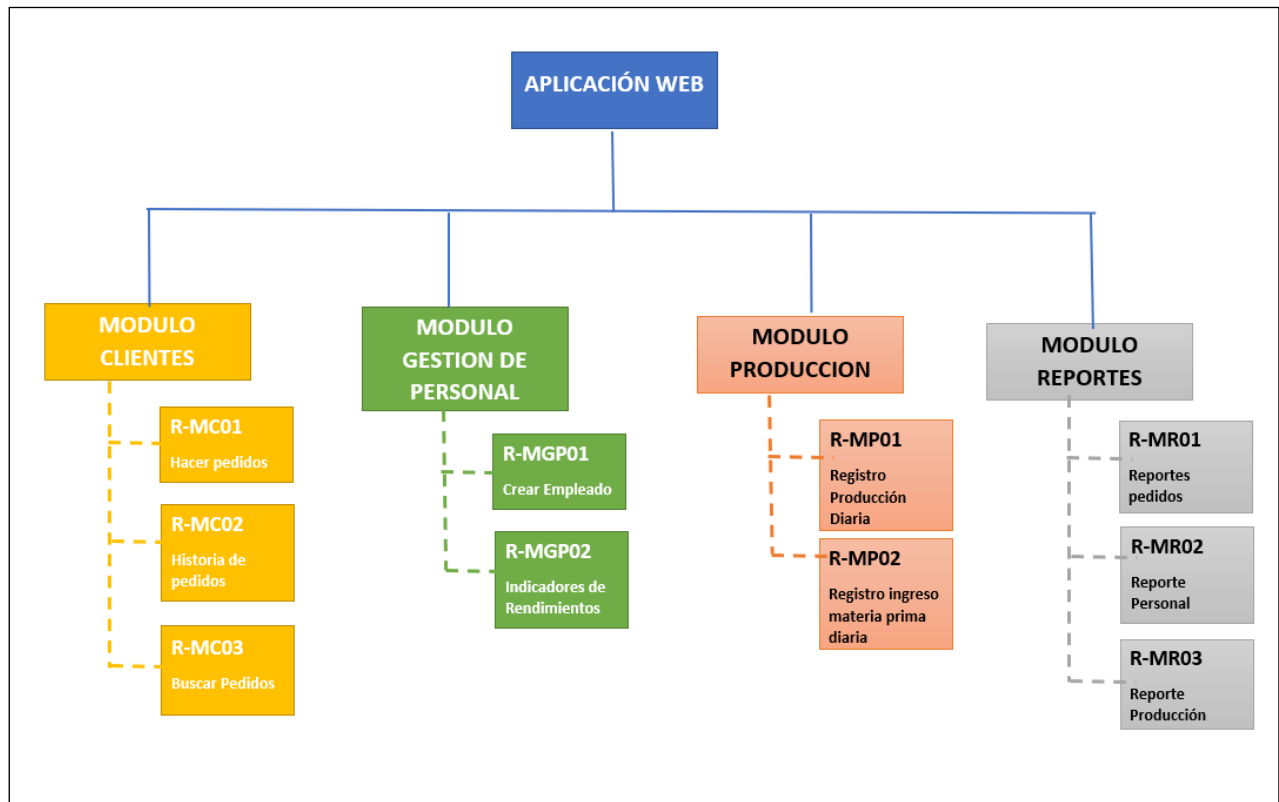 APLICACIÓN WEB
MODULO
CLIENTES
R-MC01
Hacer pedidos
R-MC02
Historia de
pedidos
R-MC03
Buscar Pedidos
MODULO
GESTION DE
PERSONAL
R-MGP01
Crear Empleado
R-MGP02
Indicadores de
Rendimientos
MODULO
PRODUCCION
R-MP01
Registro
Producción
Diaria
R-MP02
Registro ingreso
materia prima
diaria
MODULO
REPORTES
R-MR01
Reportes
pedidos
R-MR02
Reporte
Personal
R-MR03
Reporte
Producción